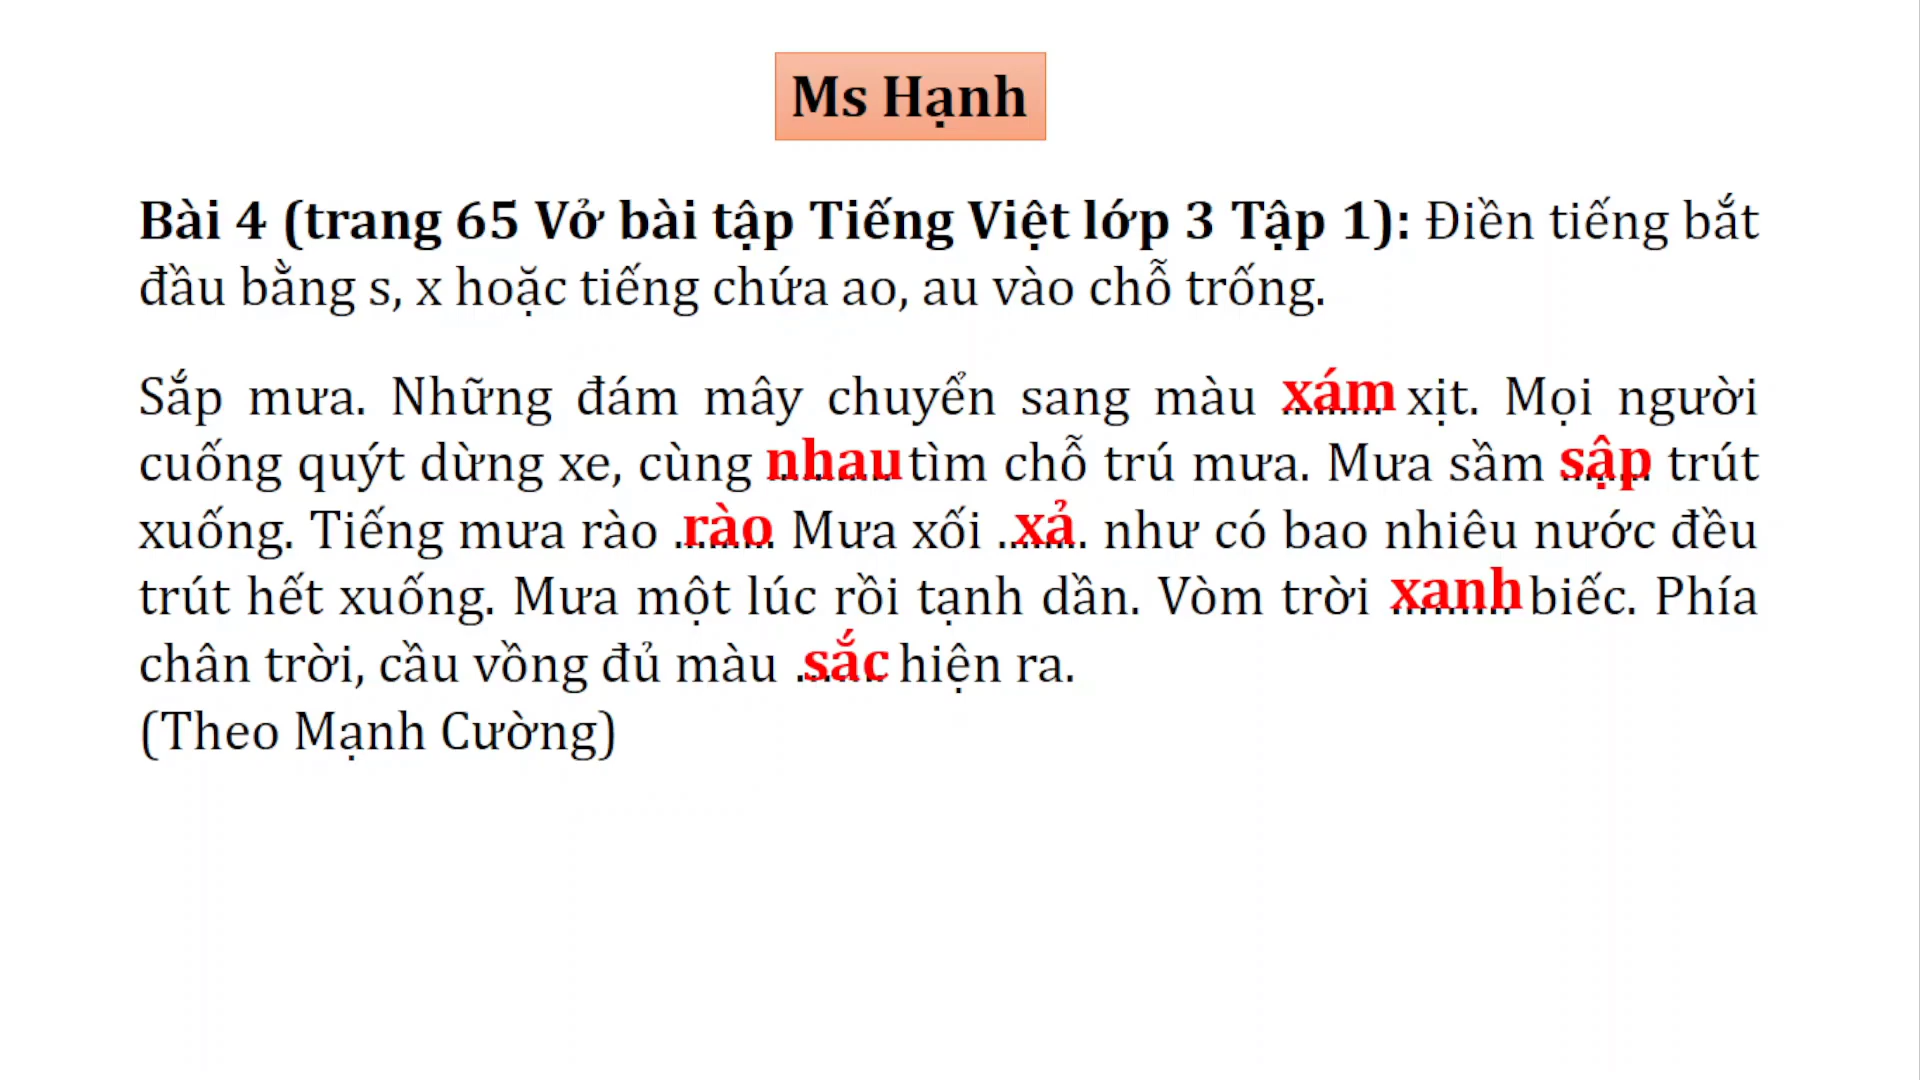 Ms Hạnh
Bài 4 (trang 65 Vở bài tập Tiếng Việt lớp 3 Tập 1): Điền tiếng bắt
đầu bằng s, x hoặc tiếng chứa ao, au vào chỗ trống.
Sắp mưa. Những đám mây chuyển sang màu xám xịt. Mọi người
cuống quýt dừng xe, cùng nhau tìm chỗ trú mưa. Mưa sầm sập trút
xuống. Tiếng mưa rào rào Mưa xối xả như có bao nhiêu nước đều
trút hết xuống. Mưa một lúc rồi tạnh dần. Vòm trời xanh biếc. Phía
chân trời, cầu vồng đủ màu sắc hiện ra.
(Theo Mạnh Cường)